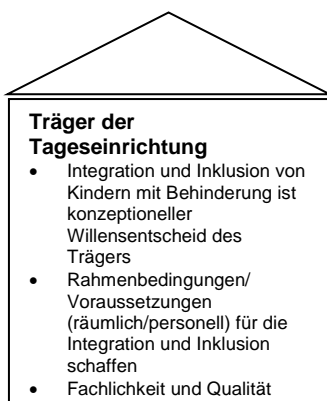 Träger der
Tageseinrichtung
• Integration und Inklusion von
Kindern mit Behinderung ist
konzeptioneller
Willensentscheid des
Trägers
• Rahmenbedingungen/
Voraussetzungen
(räumlich/personell) für die
Integration und Inklusion
schaffen
• Fachlichkeit und Qualität